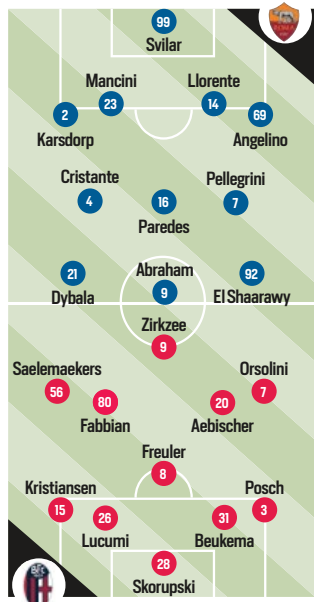 99
Svilar
Mancini Llorente
23 14
2 69
Karsdorp Angelino
Cristante Pellegrini
4 16 7
Paredes
21 Abraham 92
Dybala 9 El Shaarawy
Zirkzee
9
Saelemaekers Orsolini
56 7
80 20
Fabbian Aebischer
Freuler
8
Kristiansen Posch
15 3
26 31
Lucumi Beukema
28
Skorupski